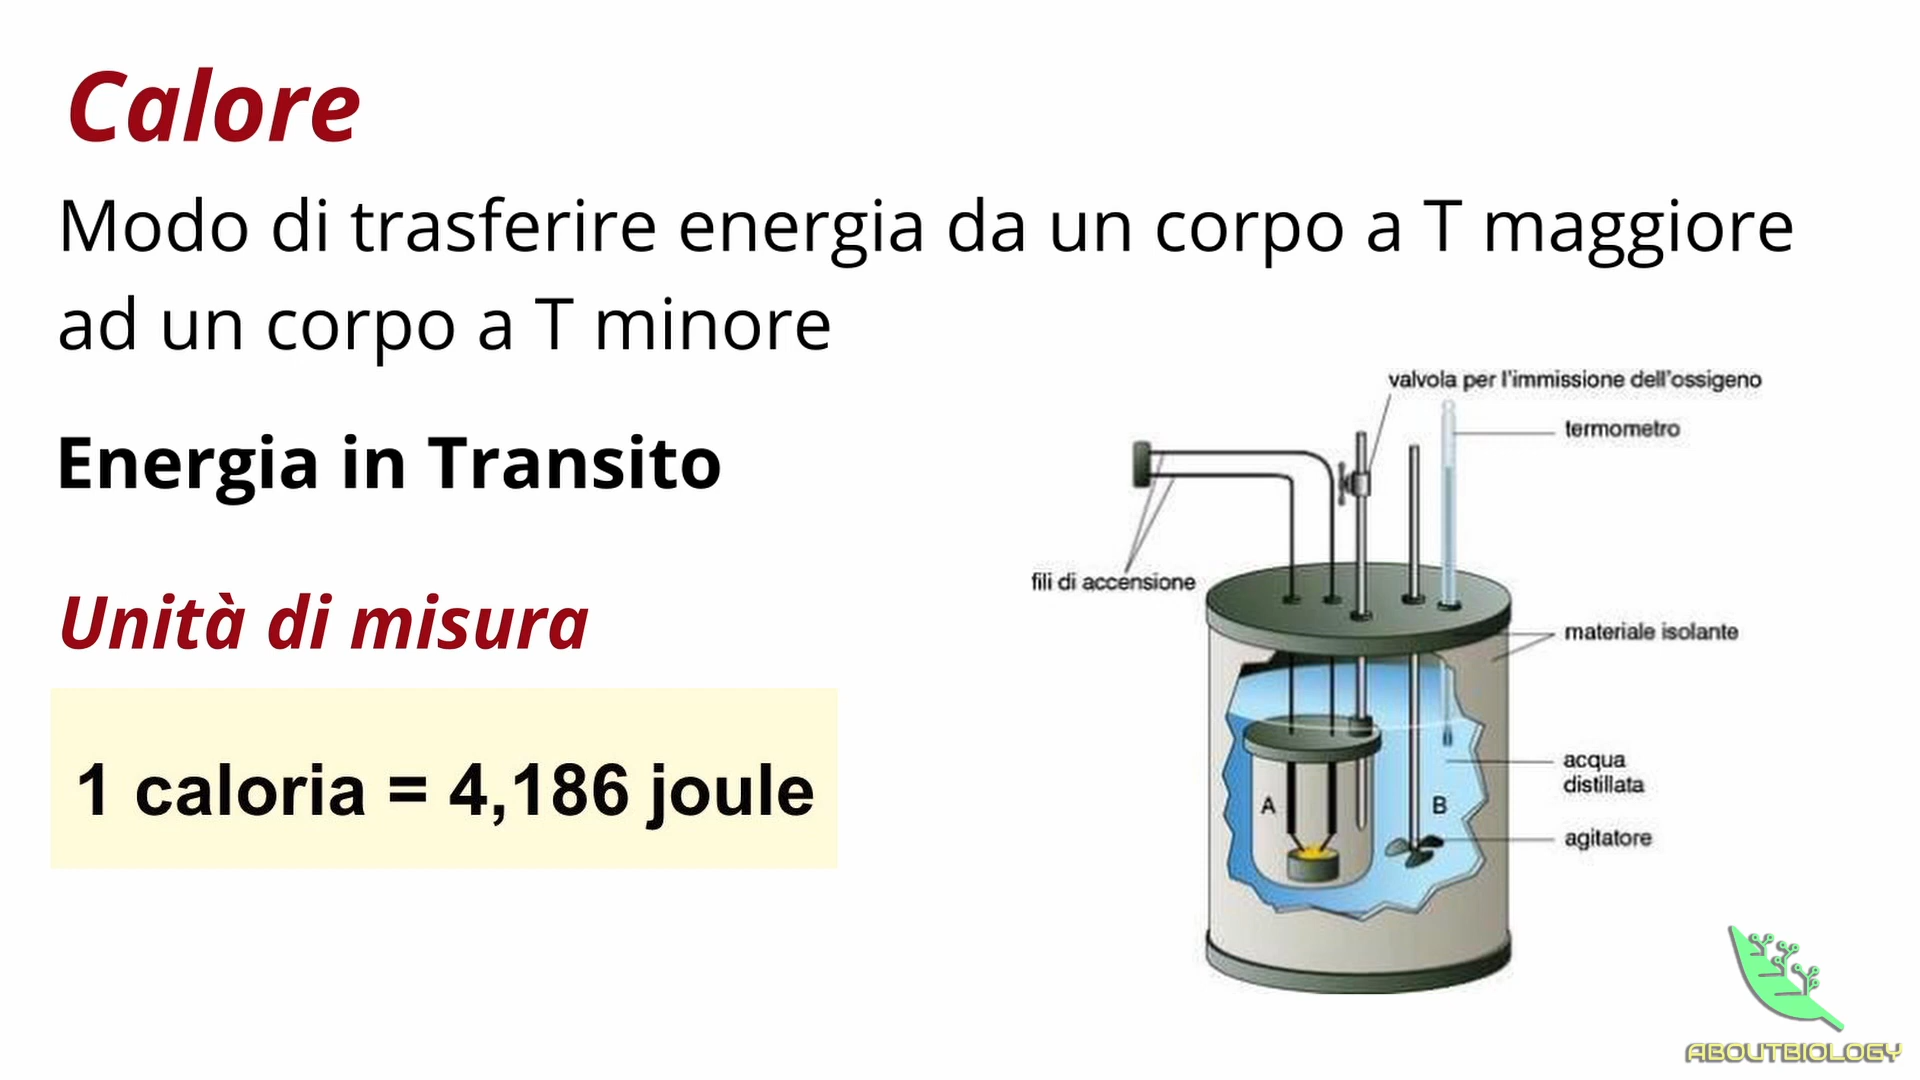 Calore
Modo di trasferire energia da un corpo a T maggiore
ad un corpo a T minore
Energia in Transito
Unità di misura
1 caloria = 4,186 joule
valvola per l'immissione dell'ossigeno
termometro
fili di accensione
materiale isolante
acqua
distillata
A
B
agitatore
ABOUTBIOLOGY